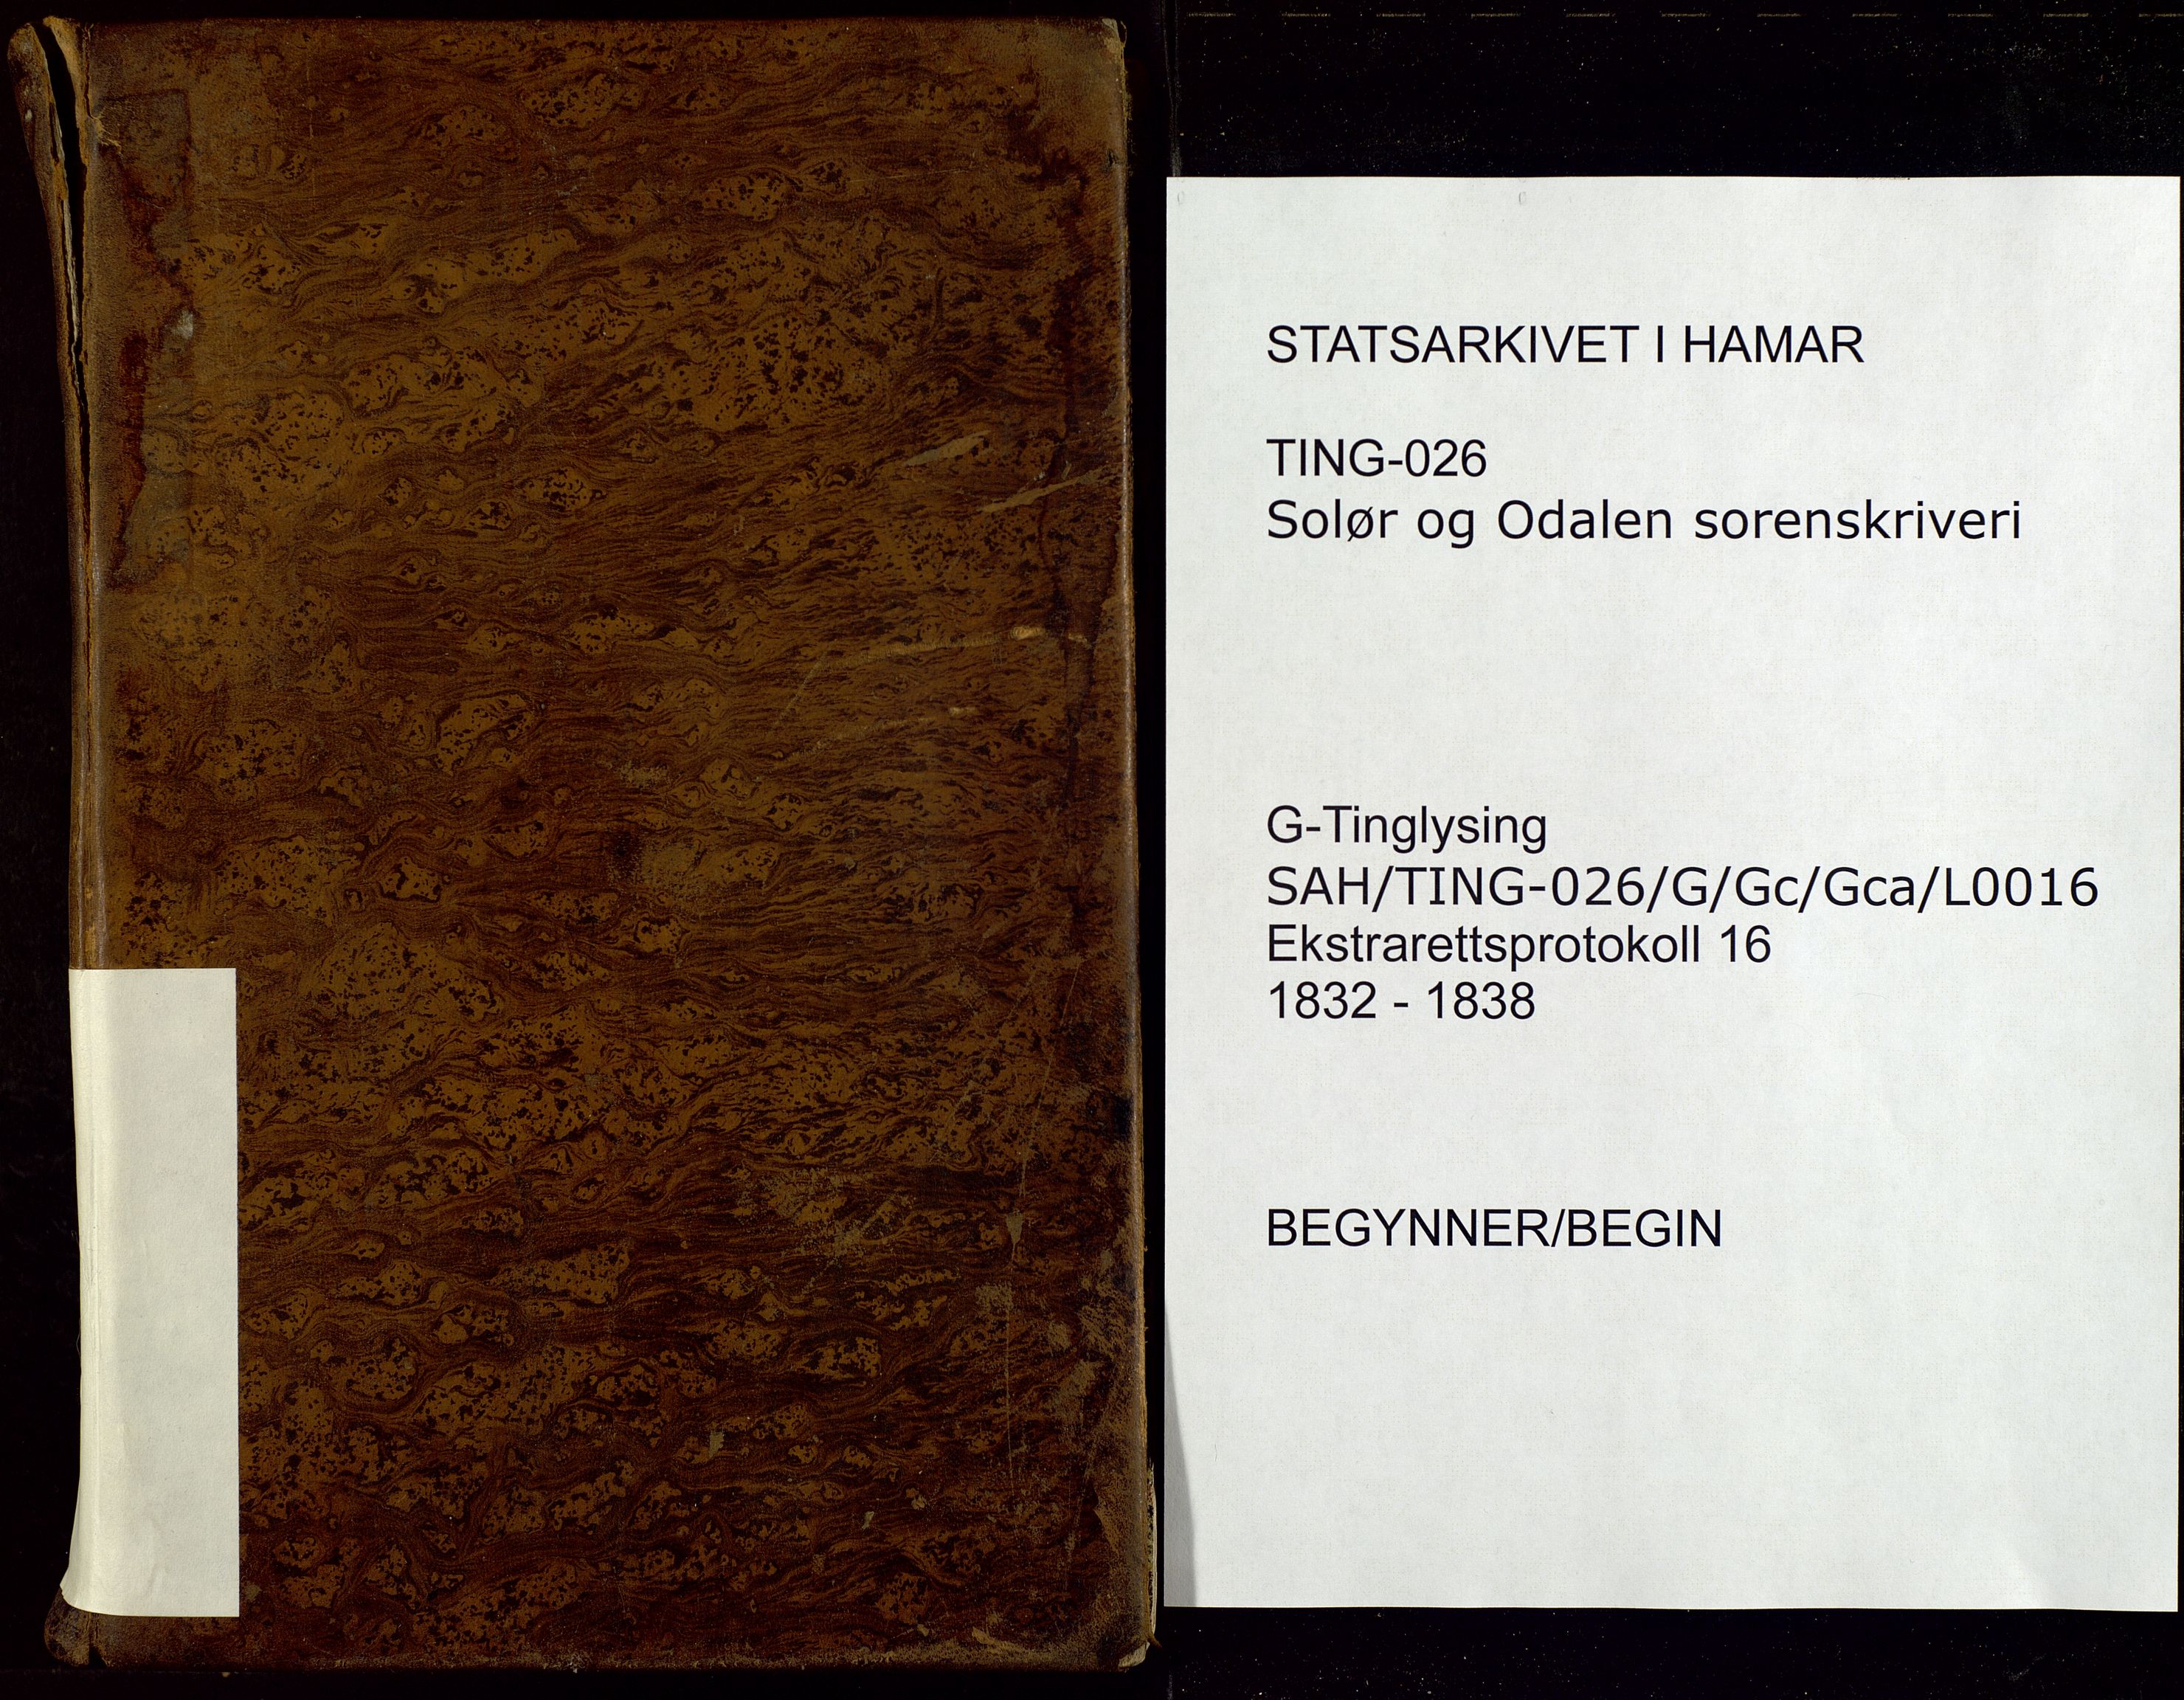 STATSARKIVET I HAMAR
TING-026
Solør og Odalen sorenskriveri
G-Tinglysing
SAH/TING-026/G/Gc/Gca/L0016
Ekstrarettsprotokoll 16
1832 - 1838
BEGYNNER/BEGIN